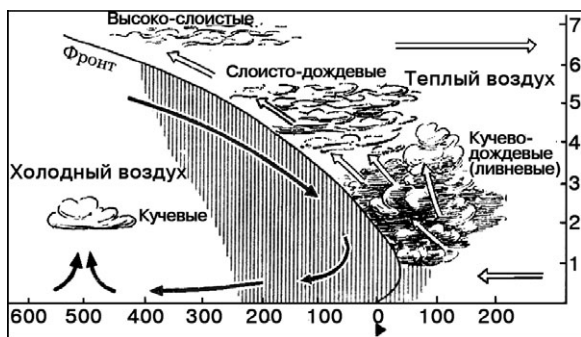 Высоко-слоистые
Фронт
Слоисто-дождевые
Теплый воздух
Кучево-
дождевые
(ливневые)
Холодный воздух
Кучевые
7
6
5
4
3
2
1
600 500 400 300 200 100 0 100 200